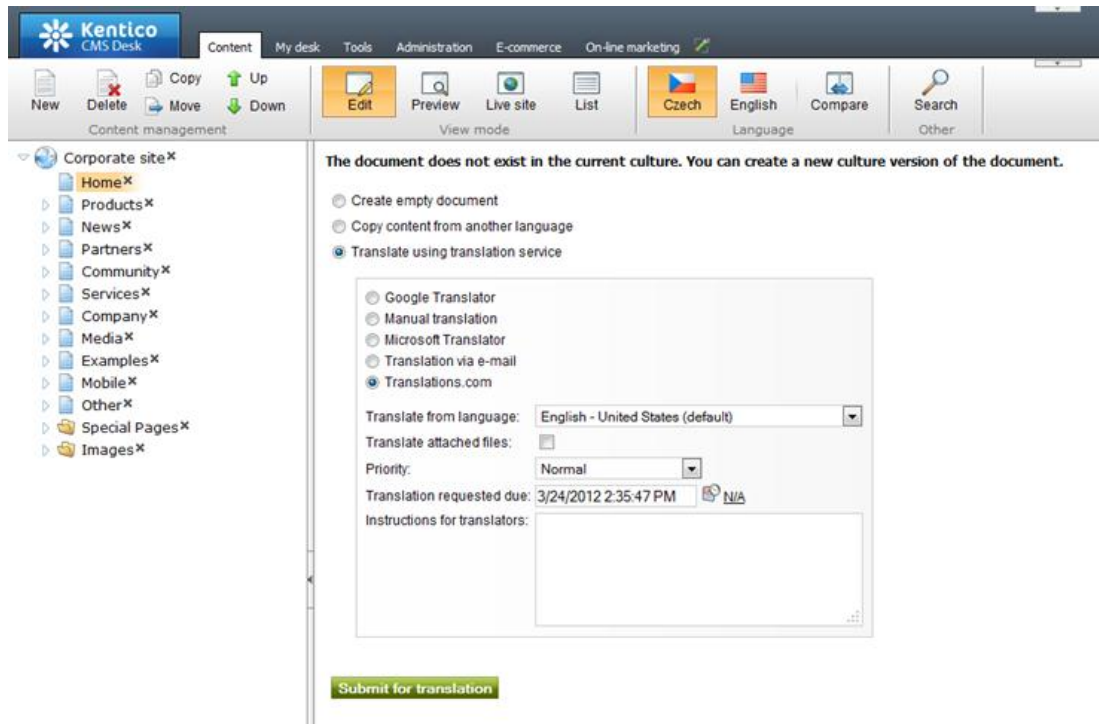 Kentico
CMS Desk
Content My desk Tools Administration E-commerce On-line marketing
New Delete Copy Move Up Down Edit Preview Live site List Czech English Compare Search
Content management View mode Language Other
Corporate site
Home
Products
News
Partners
Community
Services
Company
Media
Examples
Mobile
Other
Special Pages
Images
The document does not exist in the current culture. You can create a new culture version of the document.
Create empty document
Copy content from another language
Translate using translation service
Google Translator
Manual translation
Microsoft Translator
Translation via e-mail
Translations.com
Translate from language: English - United States (default)
Translate attached files:
Priority: Normal
Translation requested due: 3/24/2012 2:35:47 PM N/A
Instructions for translators:
Submit for translation